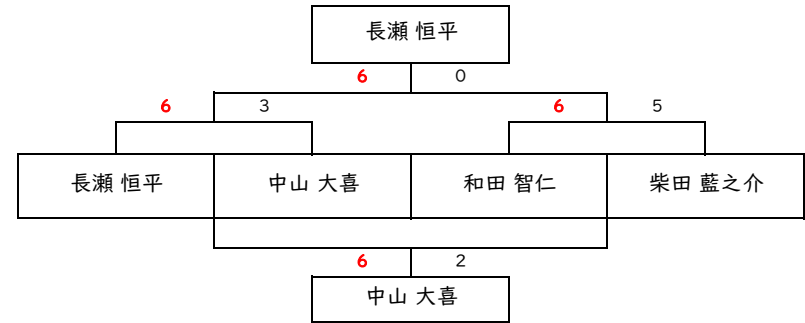 長瀬 恒平
6 0
6 3 6 5
長瀬 恒平 中山 大喜 和田 智仁 柴田 藍之介
6 2
中山 大喜